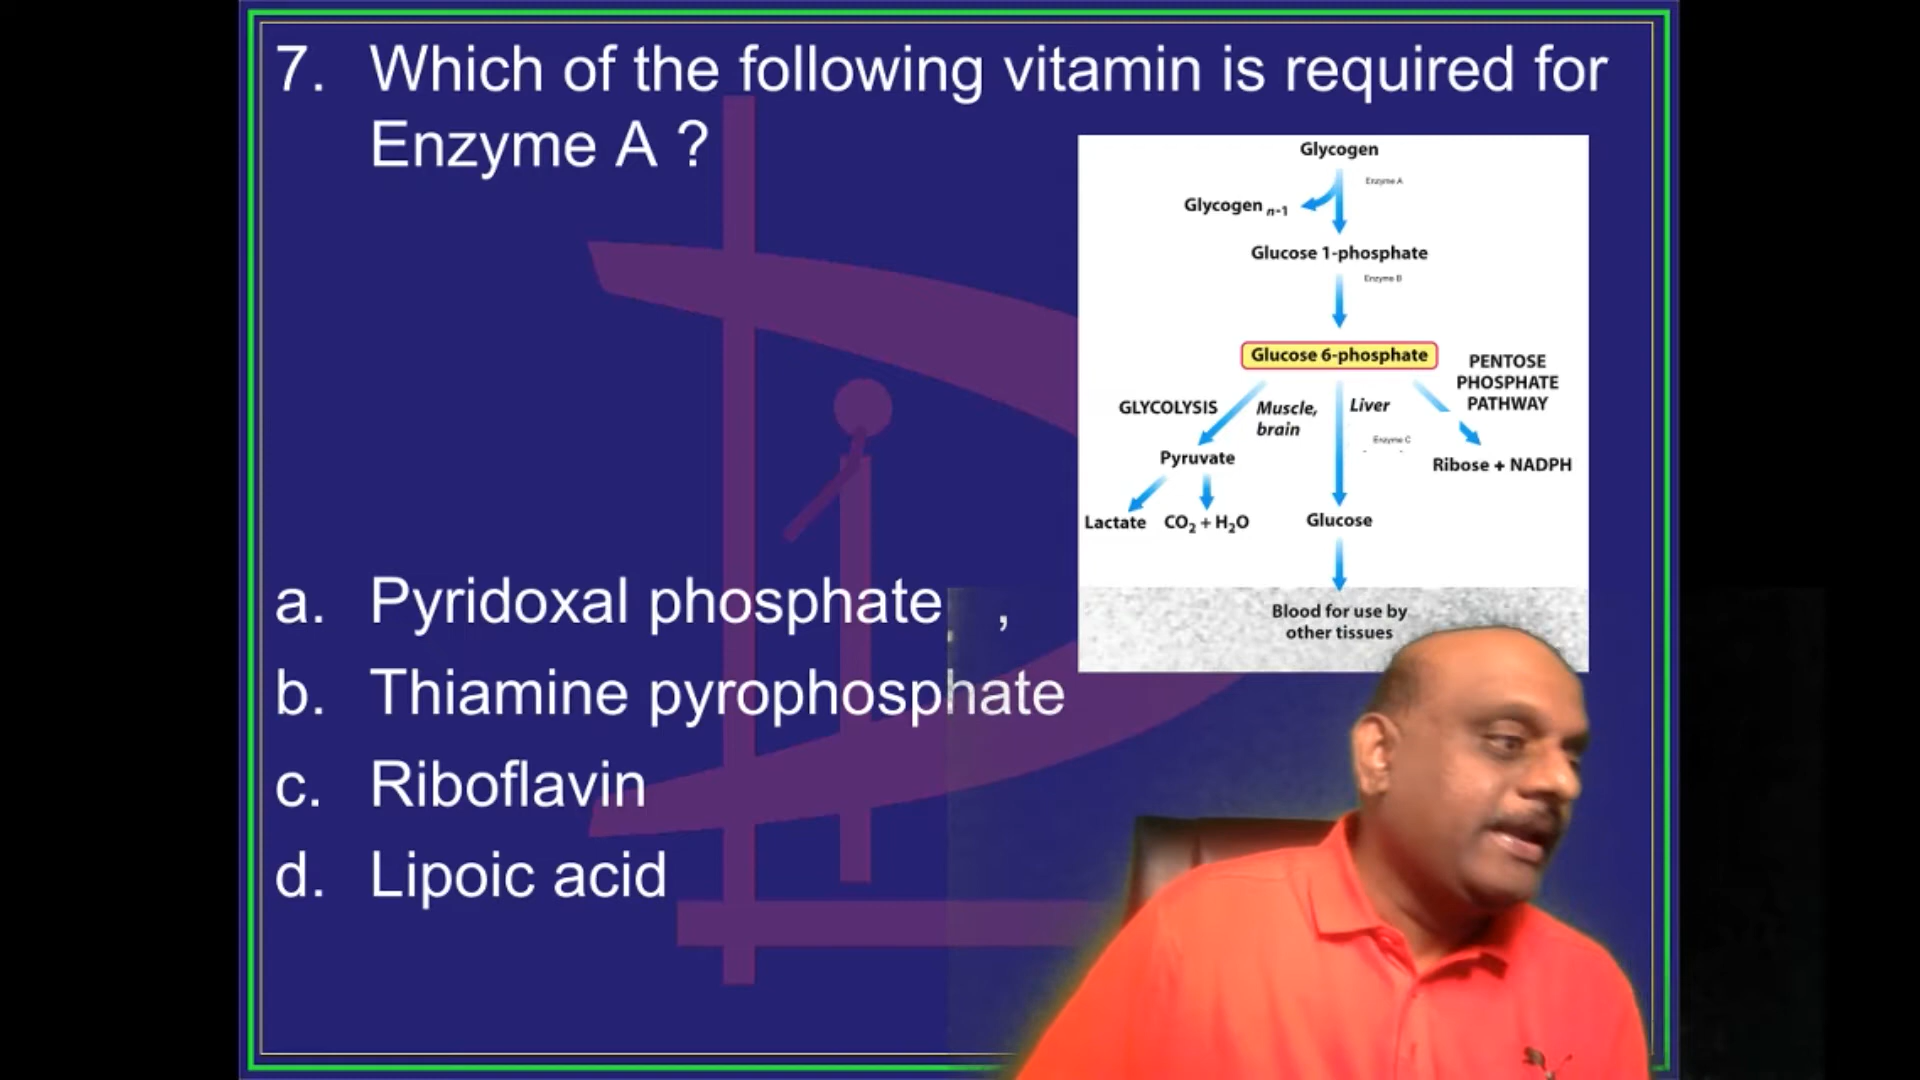 7. Which of the following vitamin is required for
Enzyme A ?
Glycogen
Enzyme A
Glycogen n-1
Glucose 1-phosphate
Enzyme B
Glucose 6-phosphate
PENTOSE
PHOSPHATE
PATHWAY
GLYCOLYSIS
Muscle,
brain
Liver
Enzyme C
Pyruvate
Ribose + NADPH
Lactate
CO2 + H2O
Glucose
Blood for use by
other tissues
a. Pyridoxal phosphate ,
b. Thiamine pyrophosphate
c. Riboflavin
d. Lipoic acid